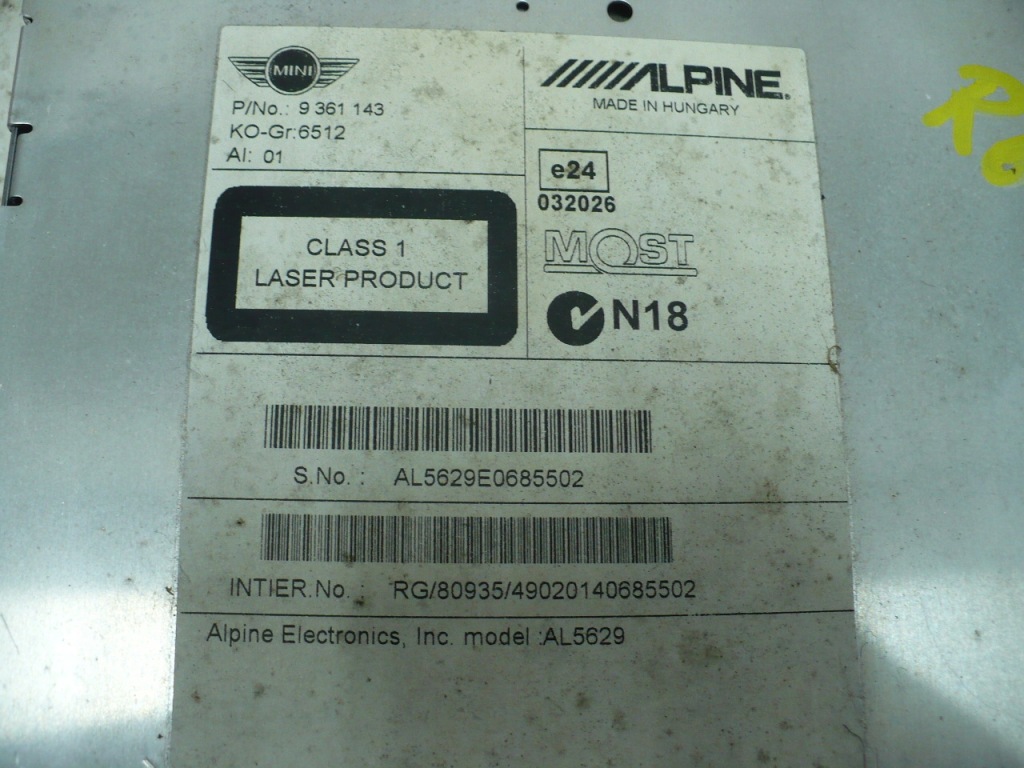 MINI
P/No.: 9 361 143
KO-Gr:6512
AI: 01
ALPINE
MADE IN HUNGARY
e24
032026
MOST
N18
CLASS 1
LASER PRODUCT
S.No. : AL5629E0685502
INTIER.No. : RG/80935/49020140685502
Alpine Electronics, Inc. model :AL5629